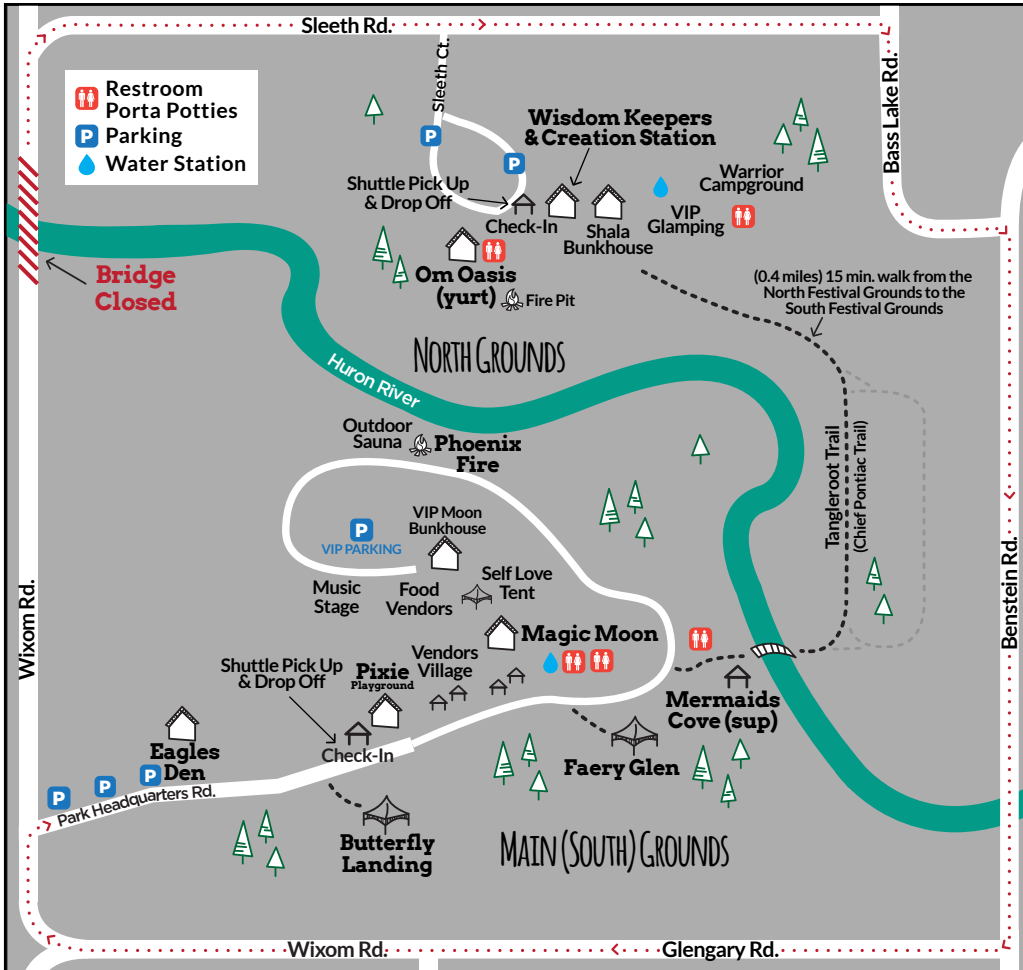 Sleeth Rd.
Sleeth Ct.
Bass Lake Rd.
Restroom
Porta Potties
P Parking
Water Station
P
P
Wisdom Keepers
& Creation Station
Shuttle Pick Up
& Drop Off
Check-In
Shala
Bunkhouse
Warrior
Campground
VIP
Glamping
Bridge
Closed
Om Oasis
(yurt)
Fire Pit
(0.4 miles) 15 min. walk from the
North Festival Grounds to the
South Festival Grounds
NORTH GROUNDS
Huron River
Outdoor
Sauna
Phoenix
Fire
Tangleroot Trail
(Chief Pontiac Trail)
P
VIP PARKING
VIP Moon
Bunkhouse
Music
Stage
Food
Vendors
Self Love
Tent
Wixom Rd.
Benstein Rd.
Magic Moon
Vendors
Village
Shuttle Pick Up
& Drop Off
Pixie
Playground
Check-In
Mermaids
Cove (sup)
Eagles
Den
P
P
P
Park Headquarters Rd.
Faery Glen
Butterfly
Landing
MAIN (SOUTH) GROUNDS
Wixom Rd.
Glengary Rd.